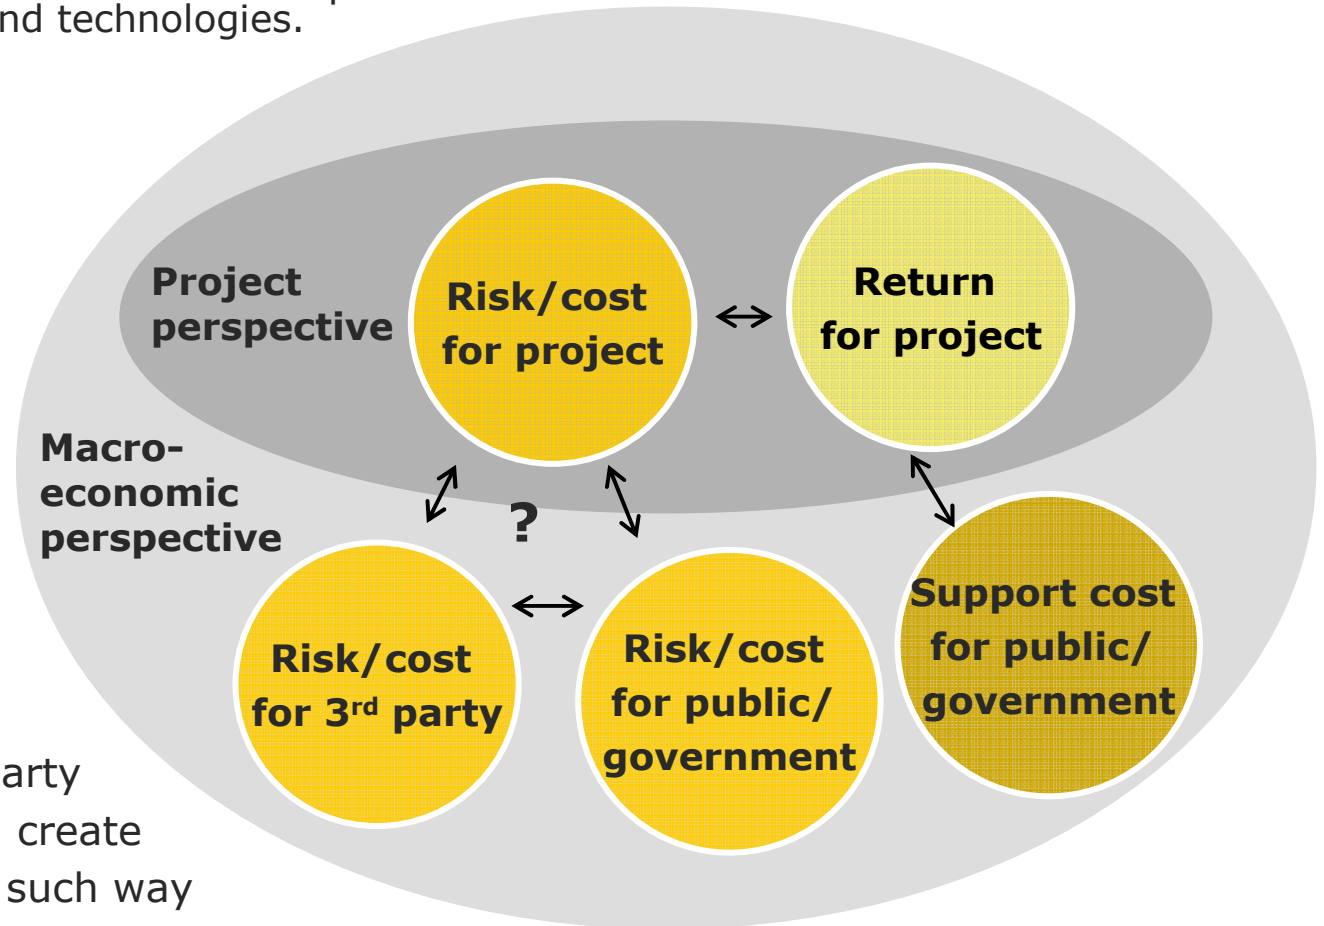 nd technologies.
Project
perspective
Risk/cost
for project
Return
for project
Macro-
economic
perspective
?
Risk/cost
for 3rd party
Risk/cost
for public/
government
Support cost
for public/
government
arty
create
such way